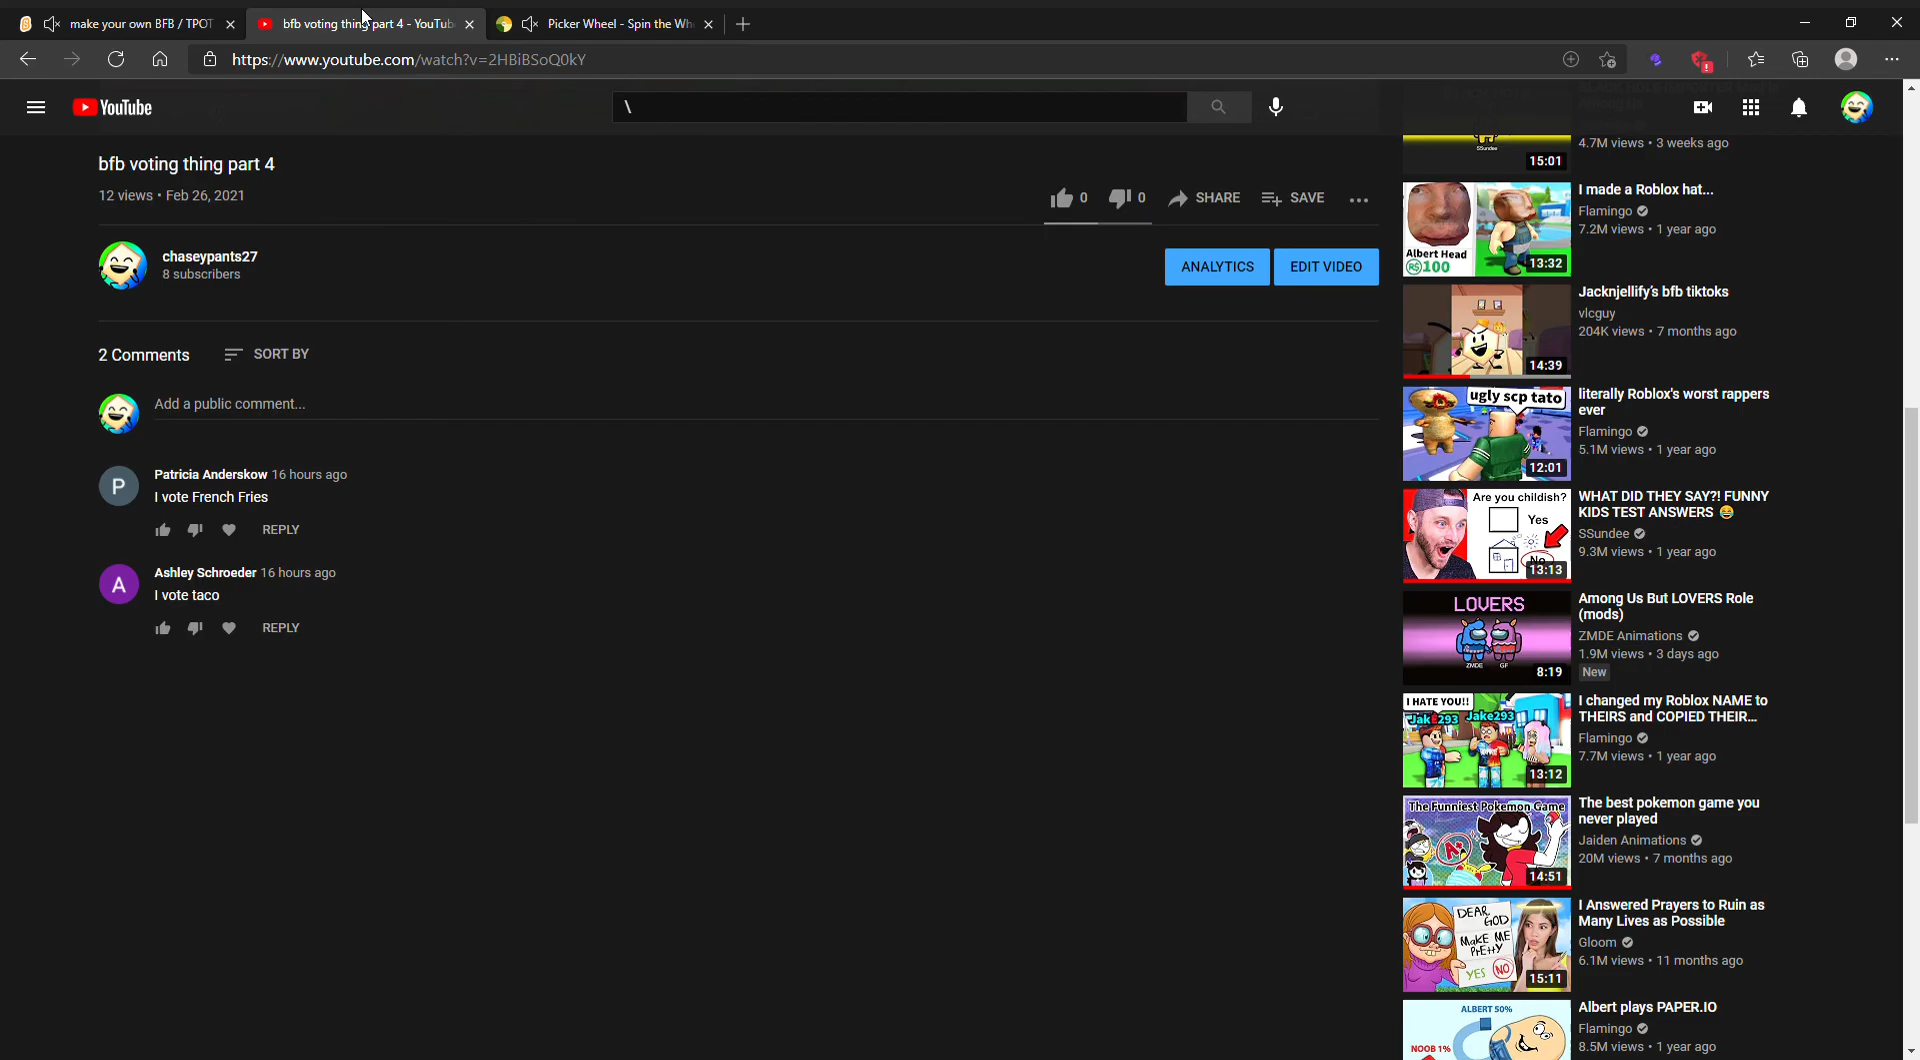 make your own BFB / TPOT
bfb voting thing part 4 - YouTub
Picker Wheel - Spin the Wh
https://www.youtube.com/watch?v=2HBiBSoQ0kY
YouTube
\
bfb voting thing part 4
12 views • Feb 26, 2021
0
0
SHARE
SAVE
chaseypants27
8 subscribers
ANALYTICS
EDIT VIDEO
2 Comments
SORT BY
Add a public comment...
P
Patricia Anderskow 16 hours ago
I vote French Fries
REPLY
A
Ashley Schroeder 16 hours ago
I vote taco
REPLY
SSundee
15:01
4.7M views • 3 weeks ago
Albert Head
R$100
13:32
I made a Roblox hat...
Flamingo
7.2M views • 1 year ago
14:39
Jacknjellify's bfb tiktoks
vlcguy
204K views • 7 months ago
ugly scp tato
12:01
literally Roblox's worst rappers
ever
Flamingo
5.1M views • 1 year ago
Are you childish?
Yes
No
13:13
WHAT DID THEY SAY?! FUNNY
KIDS TEST ANSWERS 😂
SSundee
9.3M views • 1 year ago
LOVERS
ZMDE
GF
8:19
Among Us But LOVERS Role
(mods)
ZMDE Animations
1.9M views • 3 days ago
New
I HATE YOU!!
Jake293
13:12
I changed my Roblox NAME to
THEIRS and COPIED THEIR...
Flamingo
7.7M views • 1 year ago
The Funniest Pokemon Game
A+
14:51
The best pokemon game you
never played
Jaiden Animations
20M views • 7 months ago
DEAR
GOD
MAKE ME
PrEttY
YES NO
15:11
I Answered Prayers to Ruin as
Many Lives as Possible
Gloom
6.1M views • 11 months ago
ALBERT 50%
NOOB 1%
Albert plays PAPER.IO
Flamingo
8.5M views • 1 year ago